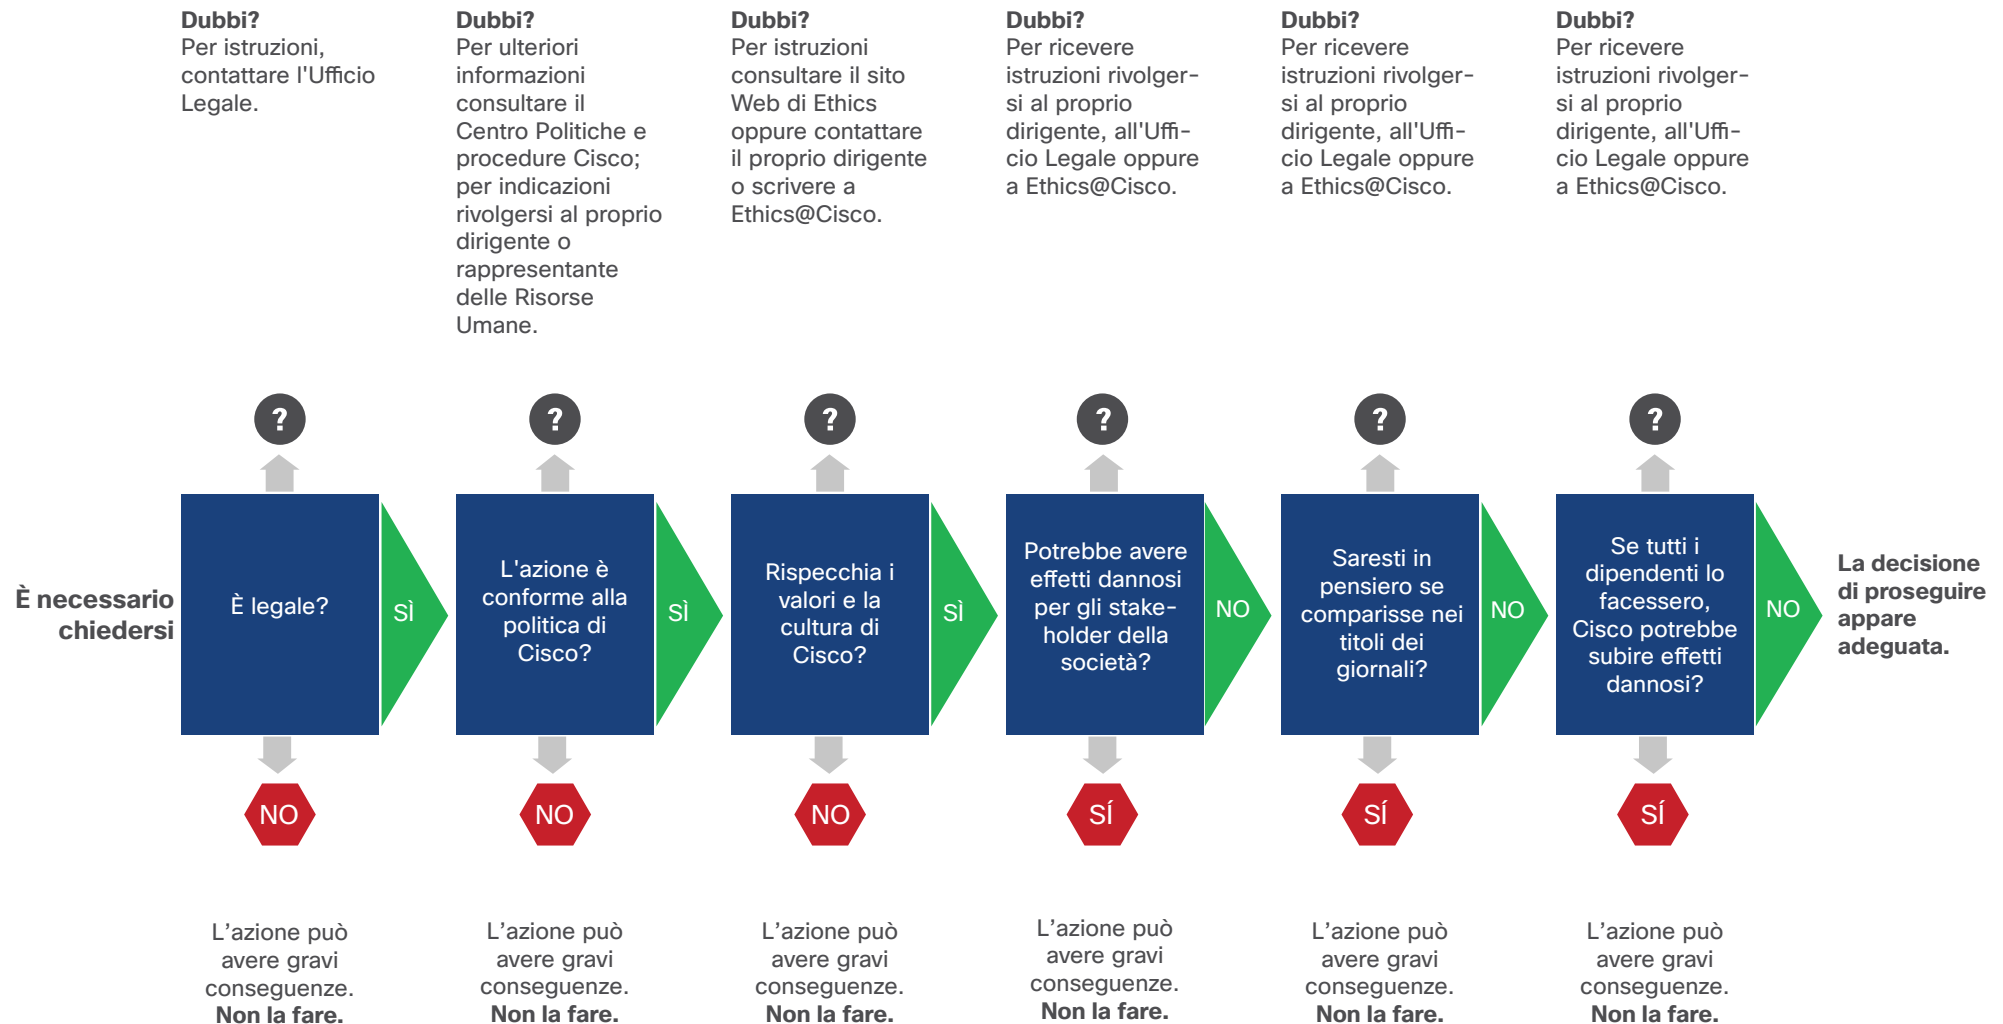 Dubbi?
Per istruzioni,
contattare l'Ufficio
Legale.
Dubbi?
Per ulteriori
informazioni
consultare il
Centro Politiche e
procedure Cisco;
per indicazioni
rivolgersi al proprio
dirigente o
rappresentante
delle Risorse
Umane.
Dubbi?
Per istruzioni
consultare il sito
Web di Ethics
oppure contattare
il proprio dirigente
o scrivere a
Ethics@Cisco.
Dubbi?
Per ricevere
istruzioni rivolger-
si al proprio
dirigente, all'Uffi-
cio Legale oppure
a Ethics@Cisco.
Dubbi?
Per ricevere
istruzioni rivolger-
si al proprio
dirigente, all'Uffi-
cio Legale oppure
a Ethics@Cisco.
Dubbi?
Per ricevere
istruzioni rivolger-
si al proprio
dirigente, all'Uffi-
cio Legale oppure
a Ethics@Cisco.
?
?
?
?
?
?
È necessario
chiedersi
È legale?
SÌ
L'azione è
conforme alla
politica di
Cisco?
SÌ
Rispecchia i
valori e la
cultura di
Cisco?
SÌ
Potrebbe avere
effetti dannosi
per gli stake-
holder della
società?
NO
Saresti in
pensiero se
comparisse nei
titoli dei
giornali?
NO
Se tutti i
dipendenti lo
facessero,
Cisco potrebbe
subire effetti
dannosi?
NO
La decisione
di proseguire
appare
adeguata.
NO
NO
NO
SÍ
SÍ
SÍ
L’azione può
avere gravi
conseguenze.
Non la fare.
L’azione può
avere gravi
conseguenze.
Non la fare.
L’azione può
avere gravi
conseguenze.
Non la fare.
L’azione può
avere gravi
conseguenze.
Non la fare.
L’azione può
avere gravi
conseguenze.
Non la fare.
L’azione può
avere gravi
conseguenze.
Non la fare.